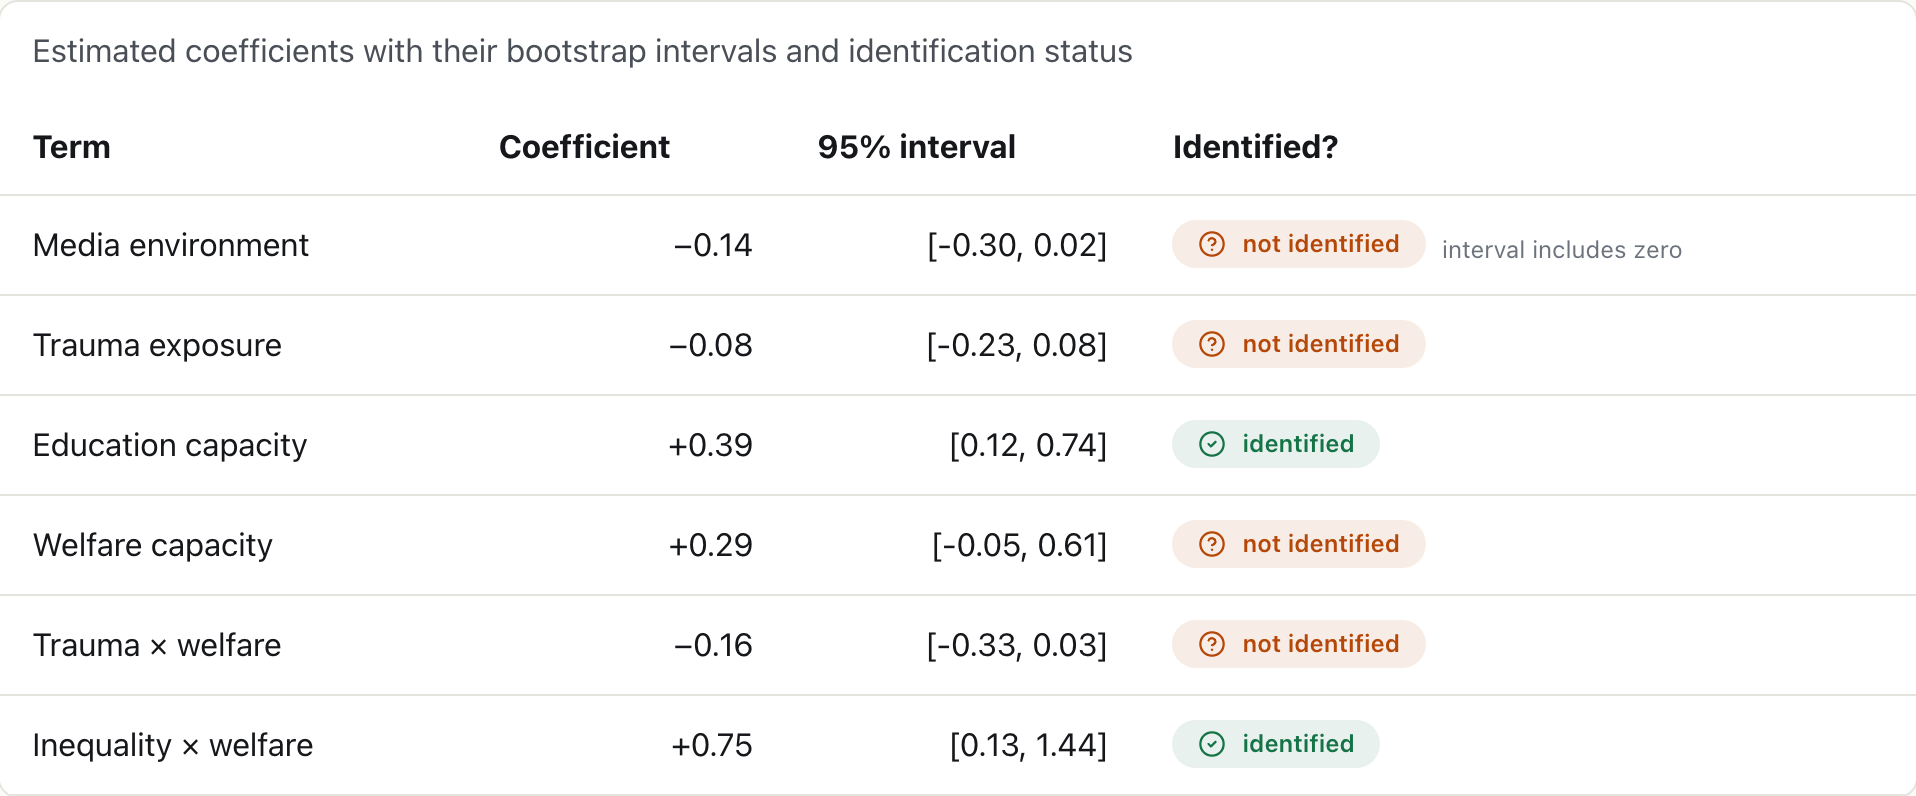 Estimated coefficients with their bootstrap intervals and identification status
Term Coefficient 95% interval Identified?
Media environment −0.14 [-0.30, 0.02] not identified interval includes zero
Trauma exposure −0.08 [-0.23, 0.08] not identified
Education capacity +0.39 [0.12, 0.74] identified
Welfare capacity +0.29 [-0.05, 0.61] not identified
Trauma × welfare −0.16 [-0.33, 0.03] not identified
Inequality × welfare +0.75 [0.13, 1.44] identified